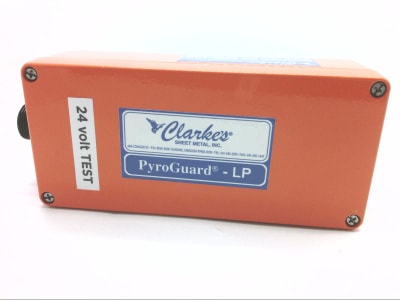 24 volt TEST
Clarke's
SHEET METAL, INC.
PyroGuard® - LP